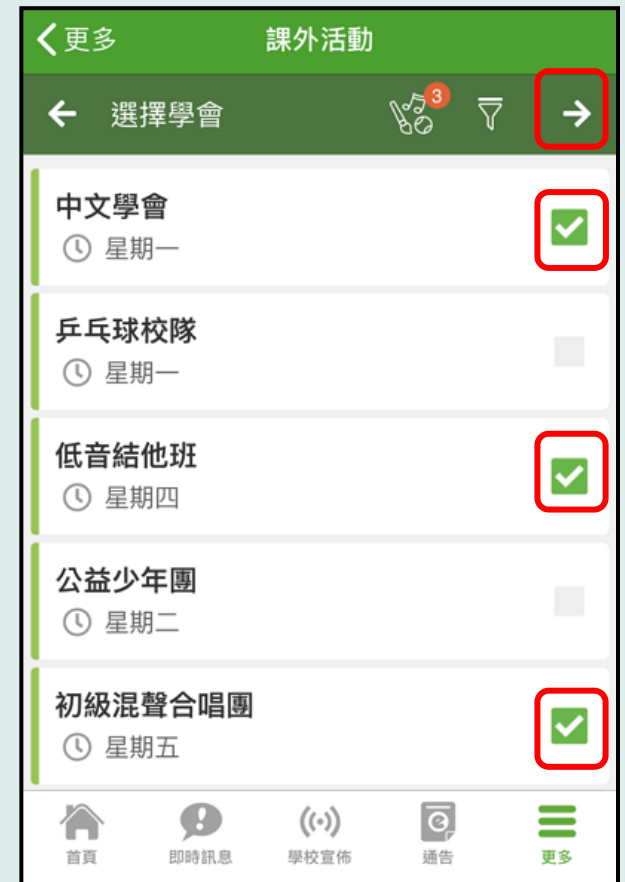 更多 課外活動
選擇學會 3
中文學會
星期一
乒乓球校隊
星期一
低音結他班
星期四
公益少年團
星期二
初級混聲合唱團
星期五
首頁 即時訊息 學校宣佈 通告 更多